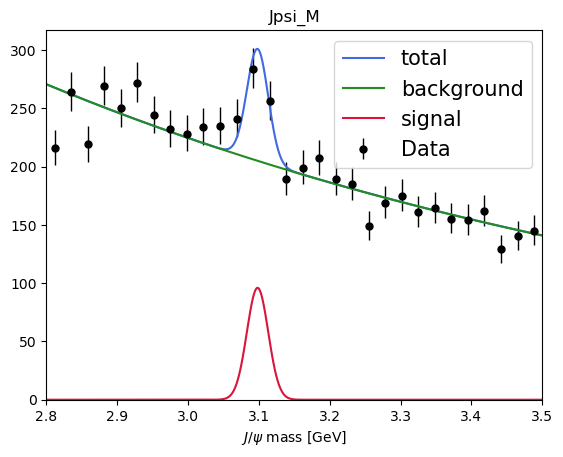 Jpsi_M
total
background
signal
Data
300
250
200
150
100
50
0
2.8 2.9 3.0 3.1 3.2 3.3 3.4 3.5
J/ψ mass [GeV]